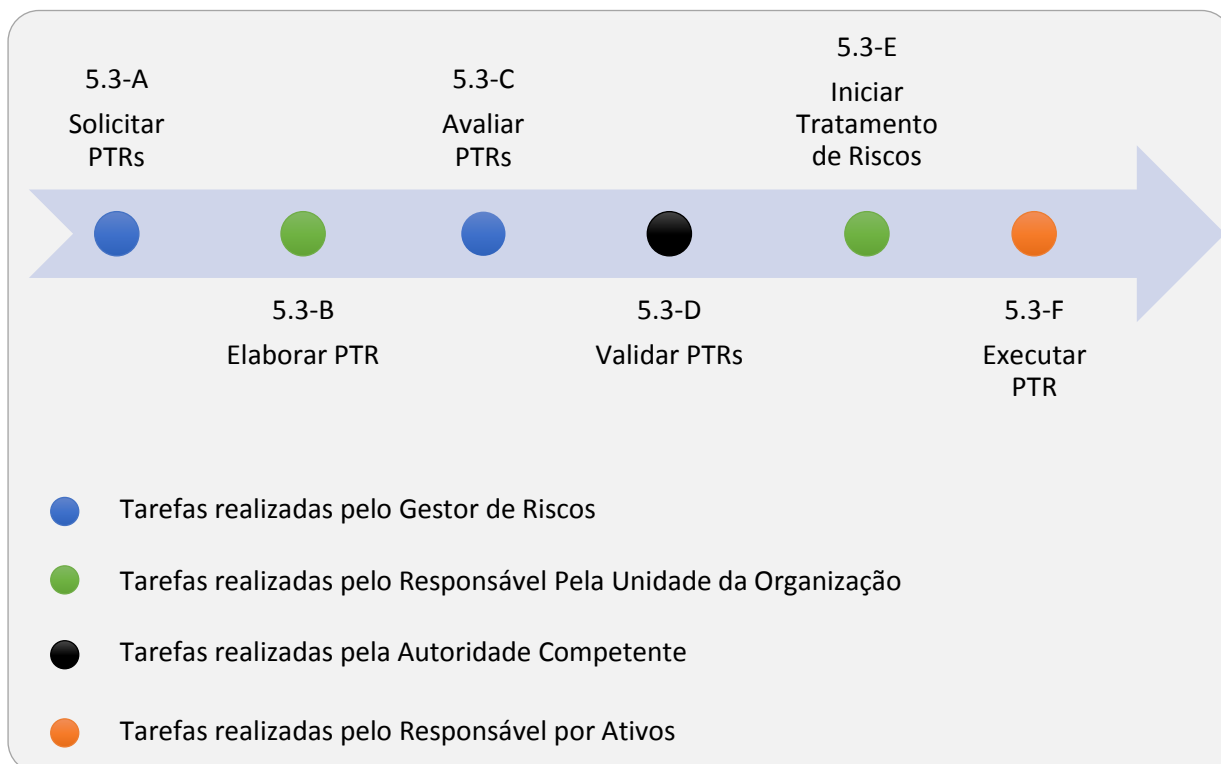 5.3-A
Solicitar
PTRs
5.3-B
Elaborar PTR
5.3-C
Avaliar
PTRs
5.3-D
Validar PTRs
5.3-E
Iniciar
Tratamento
de Riscos
5.3-F
Executar
PTR
Tarefas realizadas pelo Gestor de Riscos
Tarefas realizadas pelo Responsável Pela Unidade da Organização
Tarefas realizadas pela Autoridade Competente
Tarefas realizadas pelo Responsável por Ativos